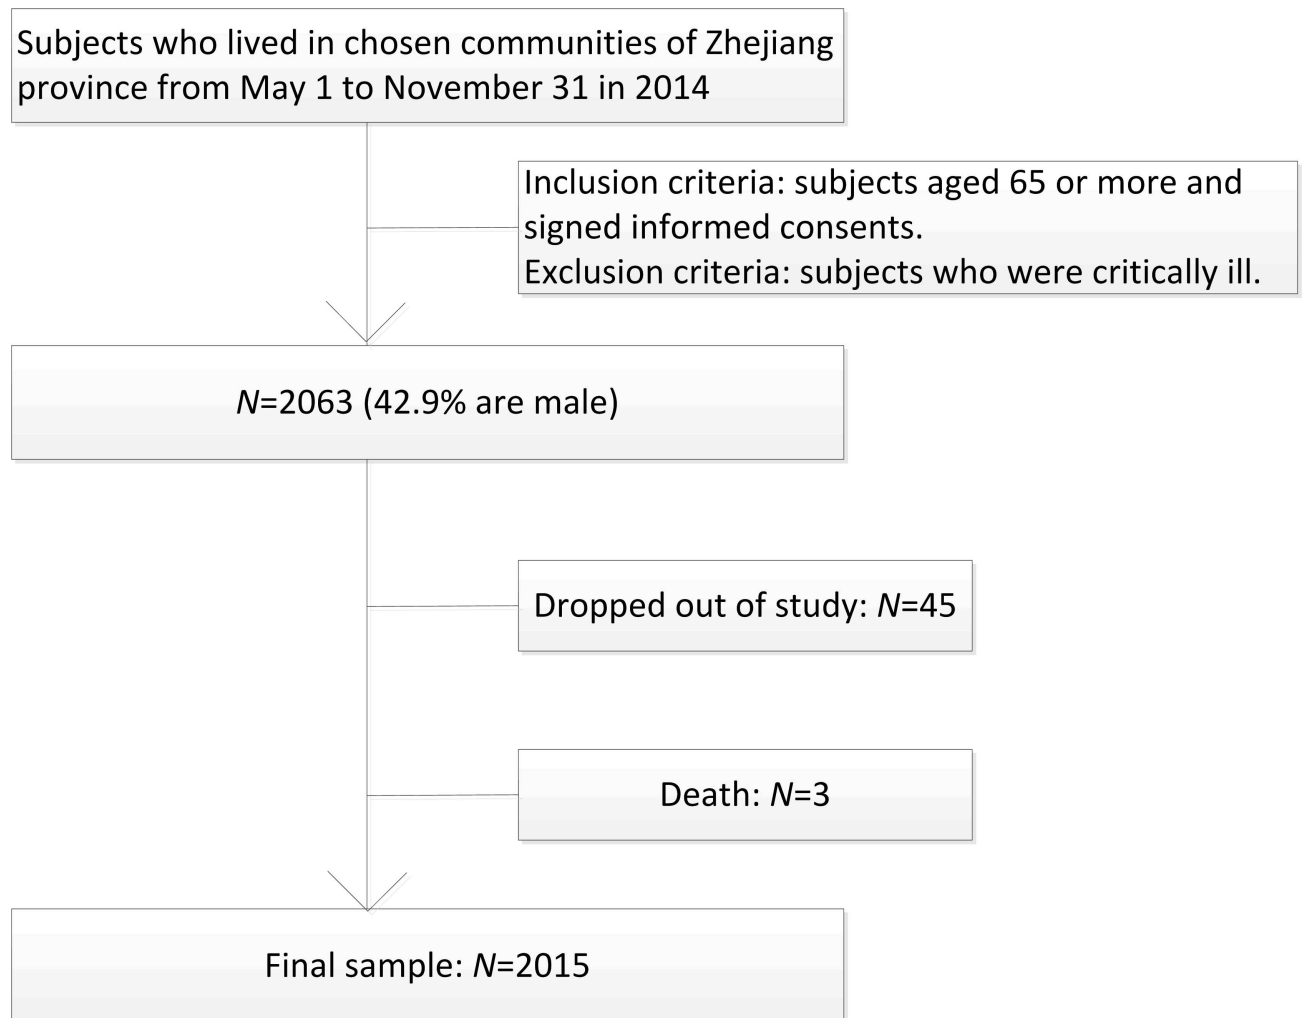 Subjects who lived in chosen communities of Zhejiang
province from May 1 to November 31 in 2014
Inclusion criteria: subjects aged 65 or more and
signed informed consents.
Exclusion criteria: subjects who were critically ill.
N=2063 (42.9% are male)
Dropped out of study: N=45
Death: N=3
Final sample: N=2015